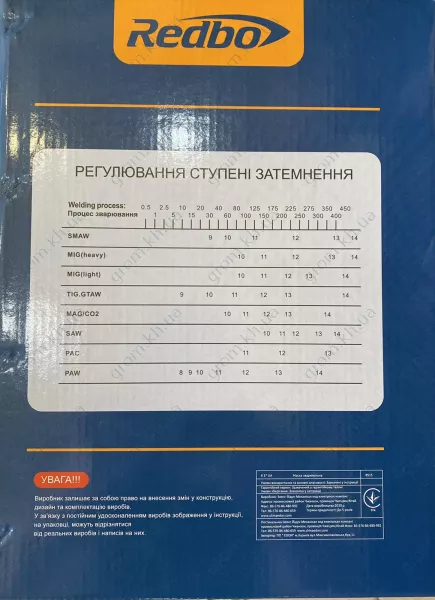 Redbo
РЕГУЛЮВАННЯ СТУПЕНІ ЗАТЕМНЕННЯ
Welding process: 0.5 2.5 10 20 40 80 125 175 225 275 350 450
Процес зварювання 1 5 15 30 60 100 150 200 250 300 400
SMAW 9 10 11 12 13 14
MIG(heavy) 10 11 12 13 14
MIG(light) 10 11 12 13 14
TIG.GTAW 9 10 11 12 13 14
MAG/CO2 10 11 12 13 14
SAW 10 11 12 13 14
PAC 11 12 13
PAW 8 9 10 11 12 13 14
УВАГА!!!
Виробник залишає за собою право на внесення змін у конструкцію,
дизайн та комплектацію виробів.
У зв'язку з постійним удосконаленням виробів зображення у інструкції,
на упаковці, можуть відрізнятися
від реальних виробів і написів на них.
Маска зварювальна
grom.kh.ua